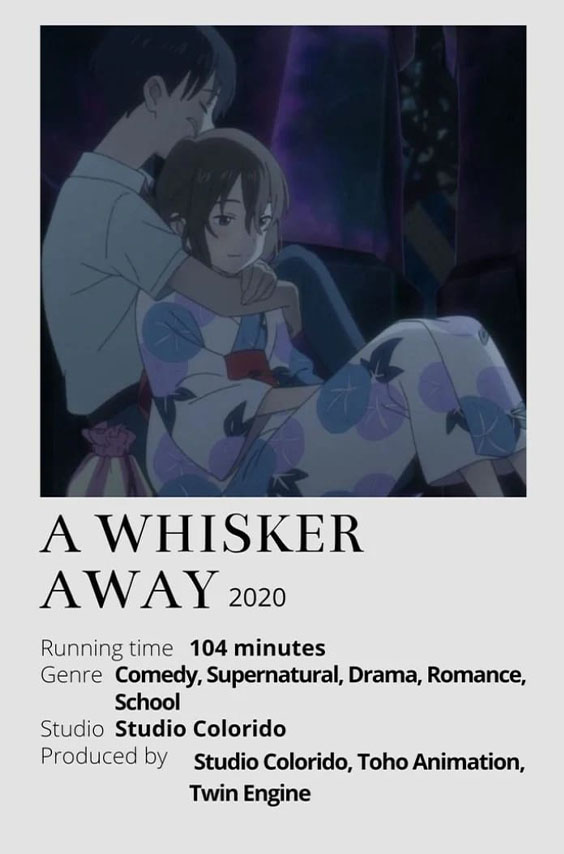 A WHISKER
AWAY 2020
Running time 104 minutes
Genre Comedy, Supernatural, Drama, Romance,
School
Studio Studio Colorido
Produced by Studio Colorido, Toho Animation,
Twin Engine